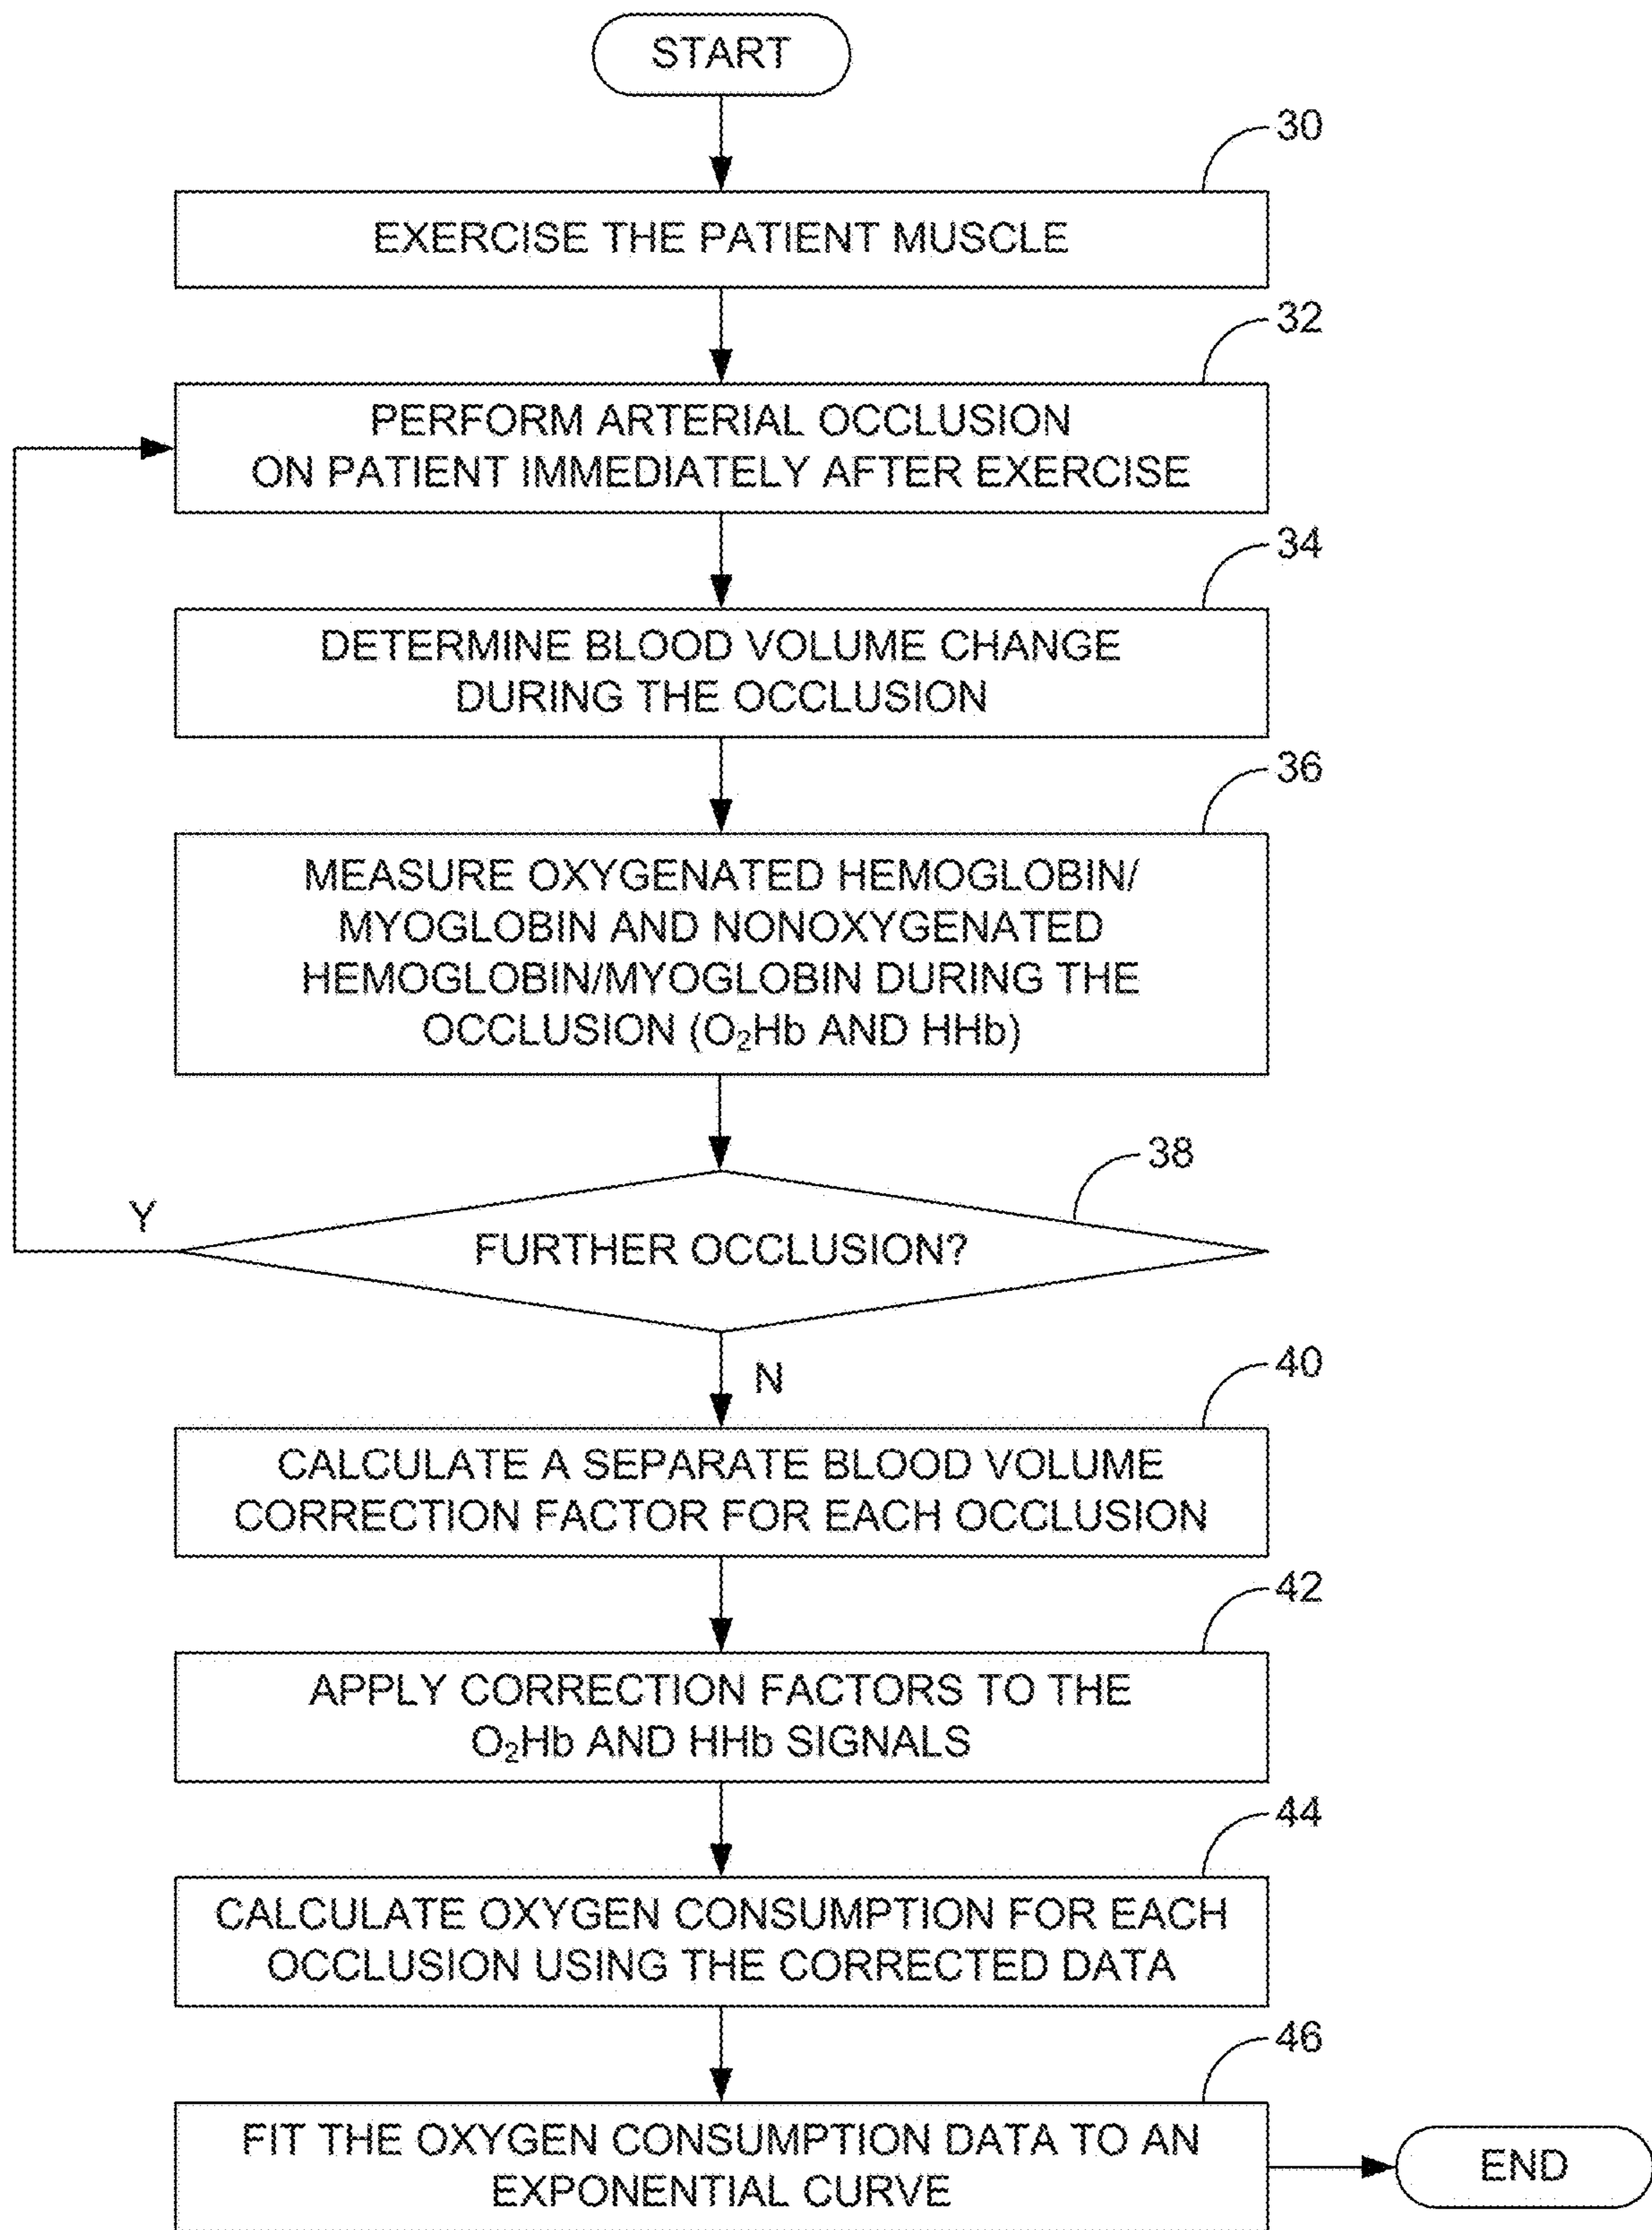 START
30
EXERCISE THE PATIENT MUSCLE
32
PERFORM ARTERIAL OCCLUSION
ON PATIENT IMMEDIATELY AFTER EXERCISE
34
DETERMINE BLOOD VOLUME CHANGE
DURING THE OCCLUSION
36
MEASURE OXYGENATED HEMOGLOBIN/
MYOGLOBIN AND NONOXYGENATED
HEMOGLOBIN/MYOGLOBIN DURING THE
OCCLUSION (O₂Hb AND HHb)
38
Y
FURTHER OCCLUSION?
N
40
CALCULATE A SEPARATE BLOOD VOLUME
CORRECTION FACTOR FOR EACH OCCLUSION
42
APPLY CORRECTION FACTORS TO THE
O₂Hb AND HHb SIGNALS
44
CALCULATE OXYGEN CONSUMPTION FOR EACH
OCCLUSION USING THE CORRECTED DATA
46
FIT THE OXYGEN CONSUMPTION DATA TO AN
EXPONENTIAL CURVE
END